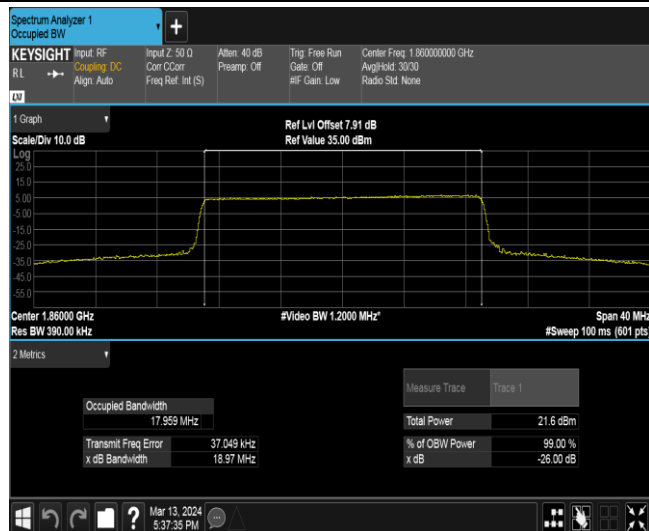 Spectrum Analyzer 1
Occupied BW
+
KEYSIGHT
RL
LXI
Input: RF
Coupling: DC
Align: Auto
Input Z: 50 Ω
Corr CCorr
Freq Ref: Int (S)
Atten: 40 dB
Preamp: Off
Trig: Free Run
Gate: Off
#IF Gain: Low
Center Freq: 1.860000000 GHz
Avg|Hold: 30/30
Radio Std: None
1 Graph
Scale/Div 10.0 dB
Ref Lvl Offset 7.91 dB
Ref Value 35.00 dBm
Log
25.0
15.0
5.00
-5.00
-15.0
-25.0
-35.0
-45.0
-55.0
Center 1.86000 GHz
#Video BW 1.2000 MHz*
Span 40 MHz
Res BW 390.00 kHz
#Sweep 100 ms (601 pts)
2 Metrics
Measure Trace
Trace 1
Occupied Bandwidth
17.959 MHz
Total Power
21.6 dBm
Transmit Freq Error
37.049 kHz
% of OBW Power
99.00 %
x dB Bandwidth
18.97 MHz
x dB
-26.00 dB
?
Mar 13, 2024
5:37:35 PM